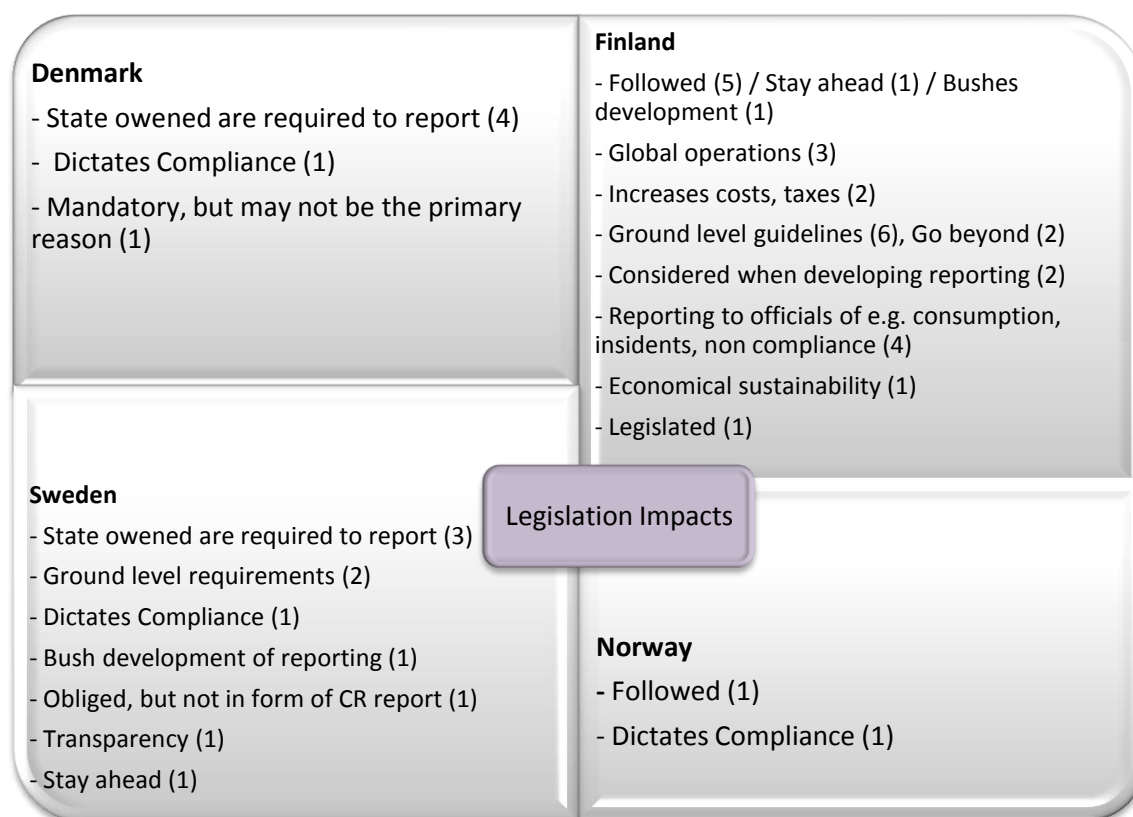 Denmark
- State owened are required to report (4)
- Dictates Compliance (1)
- Mandatory, but may not be the primary
reason (1)
Finland
- Followed (5) / Stay ahead (1) / Bushes
development (1)
- Global operations (3)
- Increases costs, taxes (2)
- Ground level guidelines (6), Go beyond (2)
- Considered when developing reporting (2)
- Reporting to officials of e.g. consumption,
insidents, non compliance (4)
- Economical sustainability (1)
- Legislated (1)
Legislation Impacts
Sweden
- State owened are required to report (3)
- Ground level requirements (2)
- Dictates Compliance (1)
- Bush development of reporting (1)
- Obliged, but not in form of CR report (1)
- Transparency (1)
- Stay ahead (1)
Norway
- Followed (1)
- Dictates Compliance (1)